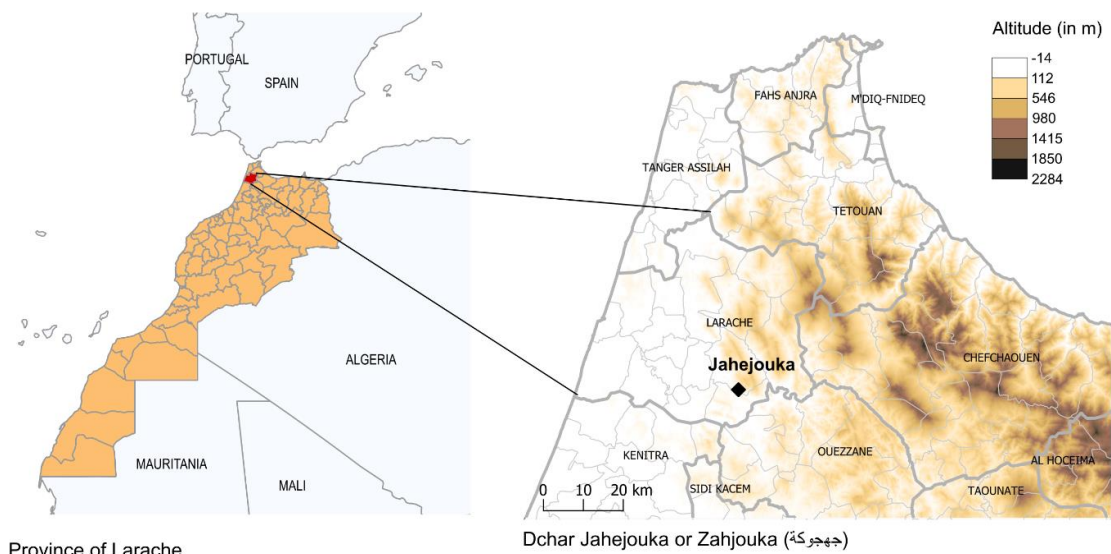 PORTUGAL
SPAIN
ALGERIA
MAURITANIA
MALI
Province of Larache
Altitude (in m)
-14
112
546
980
1415
1850
2284
FAHS ANJRA
M'DIQ-FNIDEQ
TANGER ASSILAH
TETOUAN
LARACHE
CHEFCHAOUEN
Jahejouka
OUEZZANE
KENITRA
AL HOCEIMA
SIDI KACEM
TAOUNATE
0 10 20 km
Dchar Jahejouka or Zahjouka (جهجوكة)